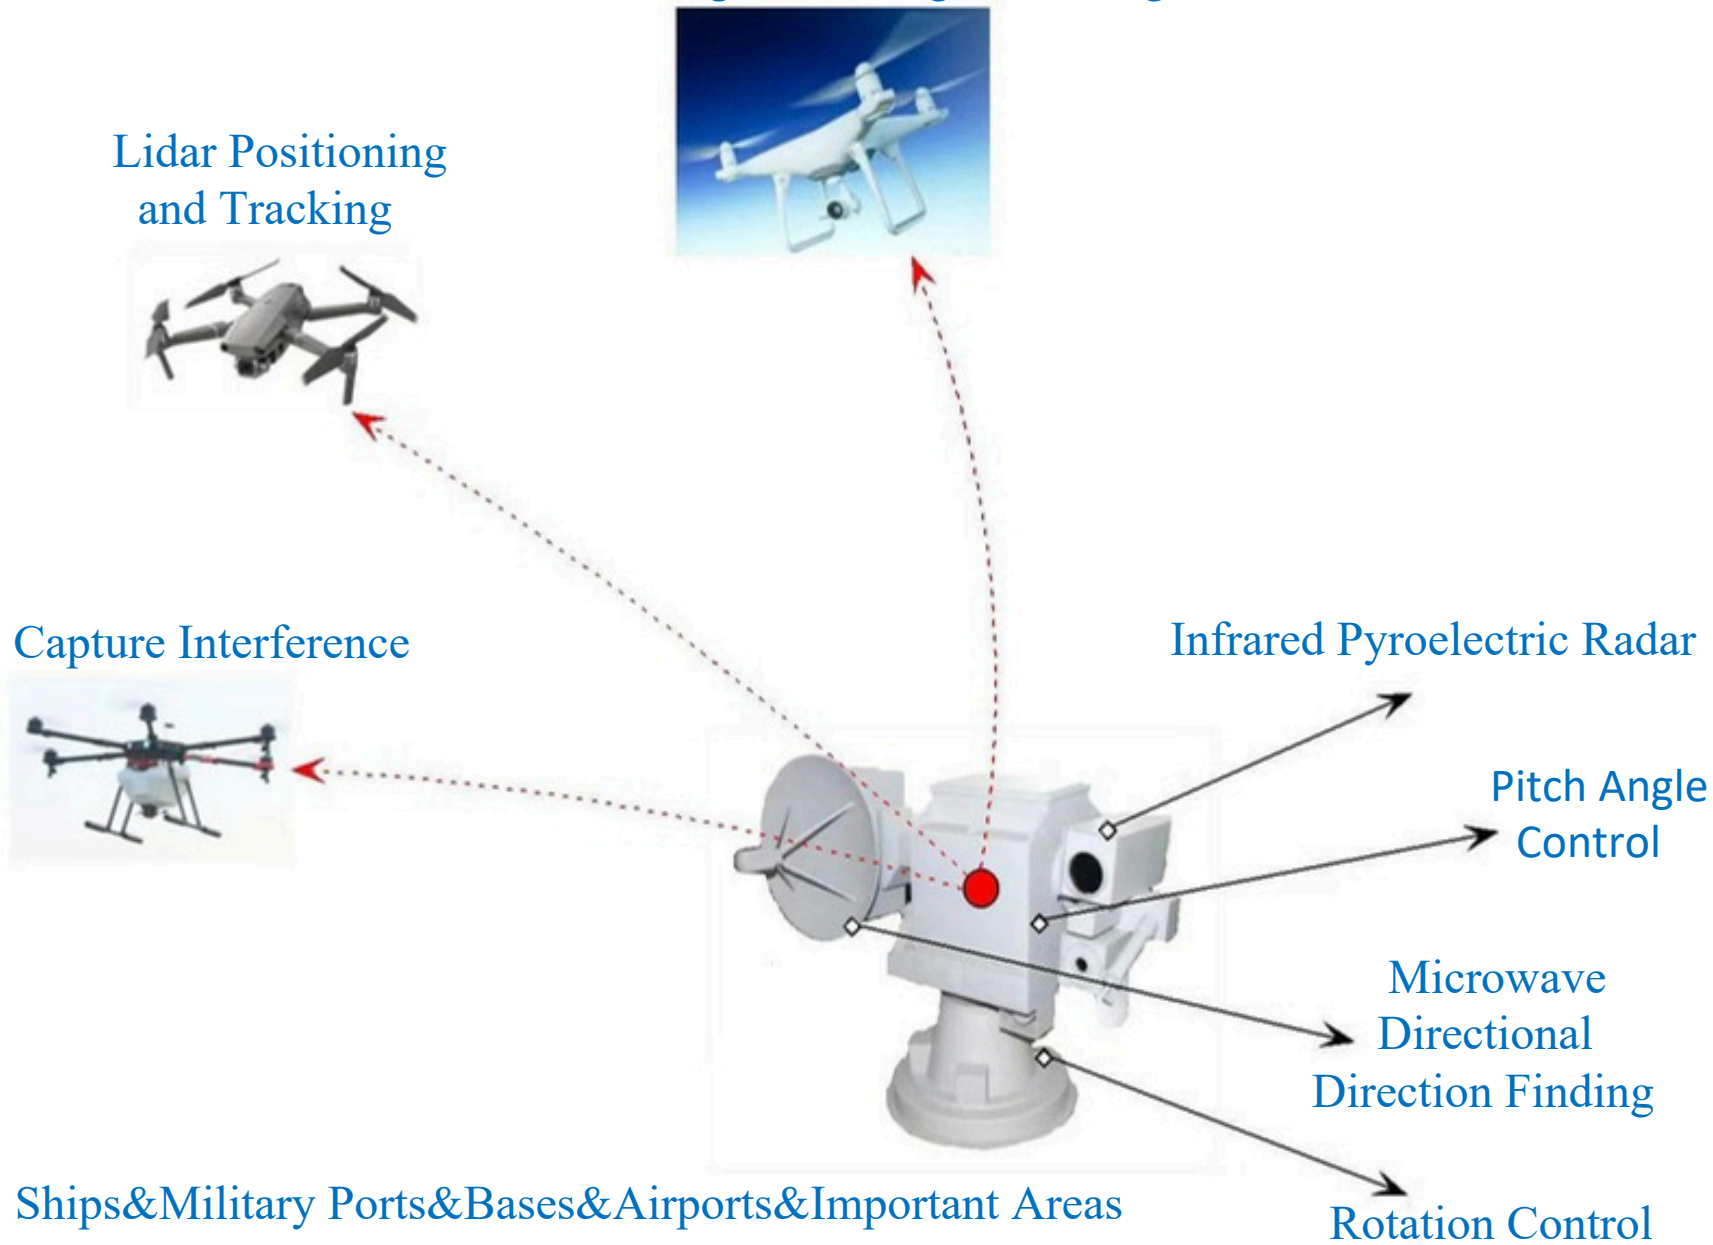 Lidar Positioning
and Tracking
Capture Interference
Infrared Pyroelectric Radar
Pitch Angle
Control
Microwave
Directional
Direction Finding
Ships&Military Ports&Bases&Airports&Important Areas
Rotation Control